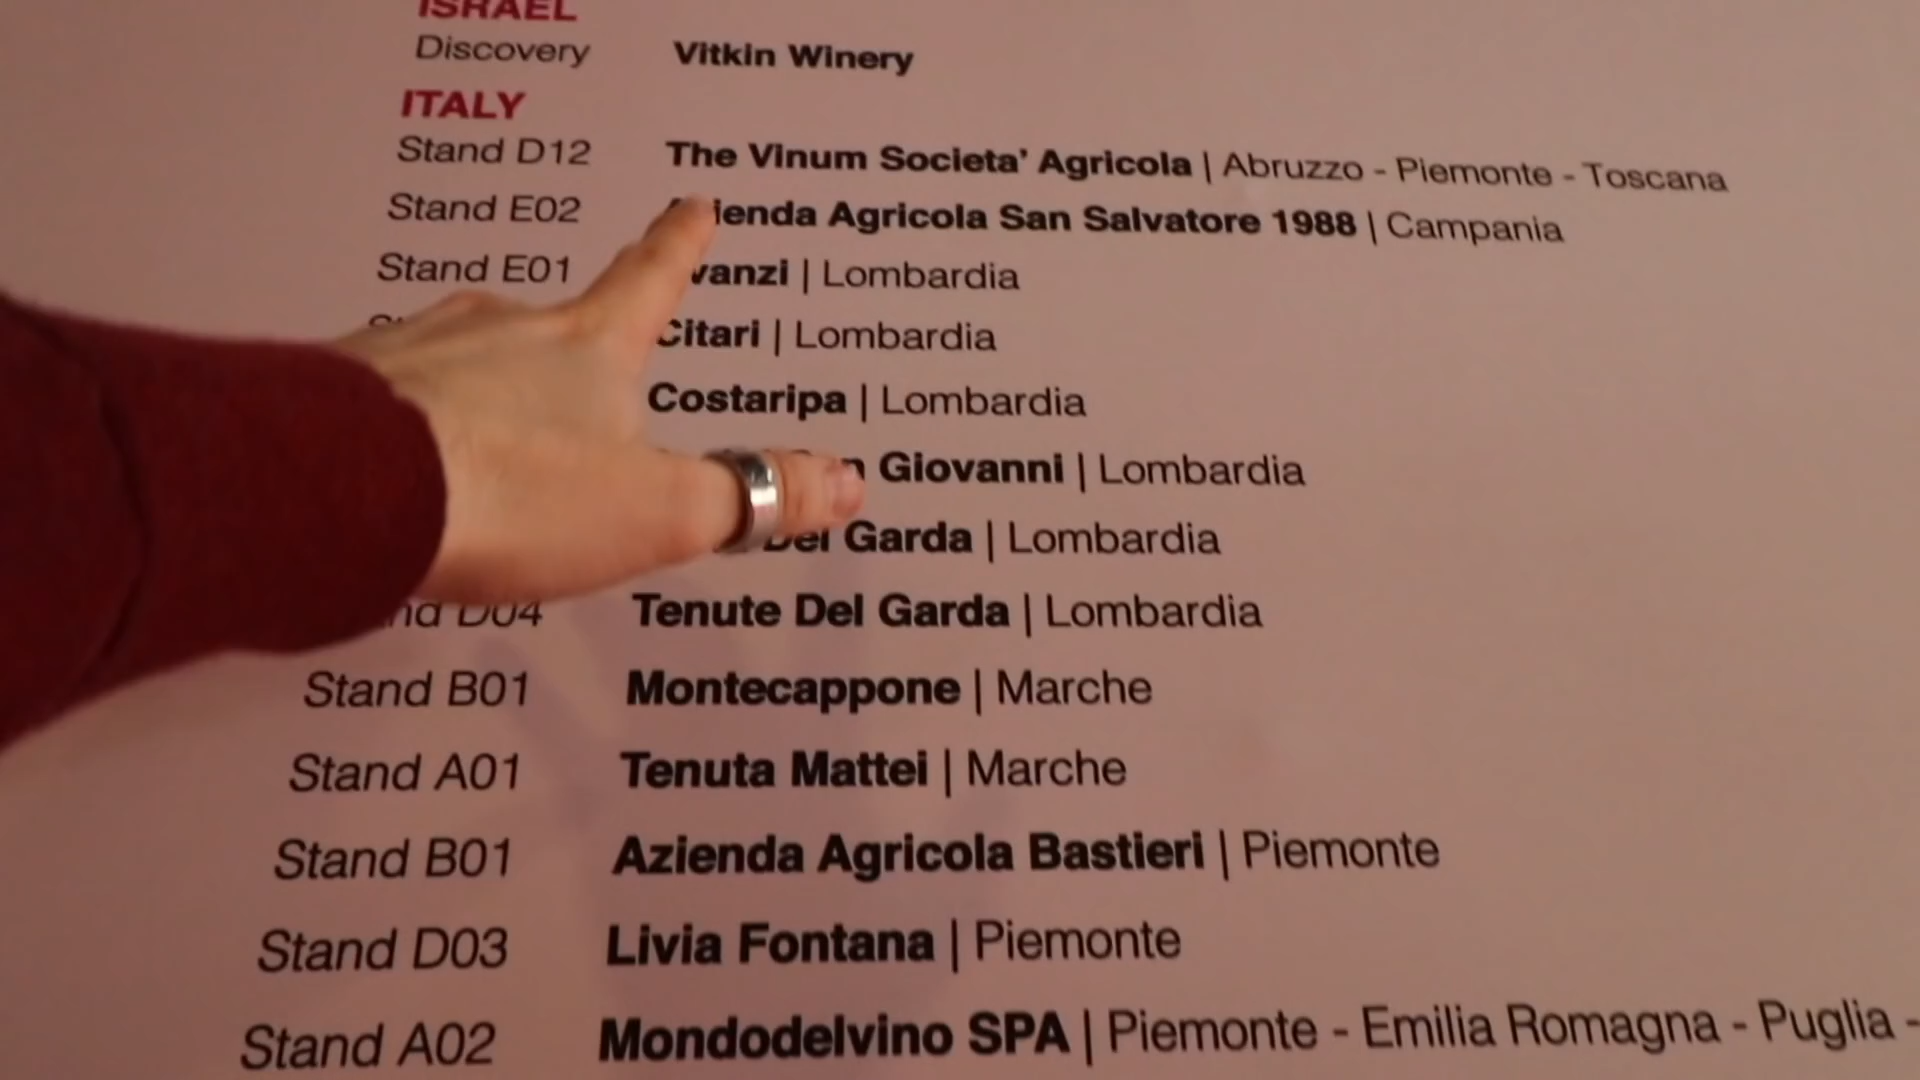 ISRAEL
Discovery Vitkin Winery
ITALY
Stand D12 The Vinum Societa' Agricola | Abruzzo - Piemonte - Toscana
Stand E02 Agricola San Salvatore 1988 | Campania
Stand E01 | Lombardia
Citari | Lombardia
Costaripa | Lombardia
Giovanni | Lombardia
Del Garda | Lombardia
D04 Tenute Del Garda | Lombardia
Stand B01 Montecappone | Marche
Stand A01 Tenuta Mattei | Marche
Stand B01 Azienda Agricola Bastieri | Piemonte
Stand D03 Livia Fontana | Piemonte
Stand A02 Mondodelvino SPA | Piemonte - Emilia Romagna - Puglia -